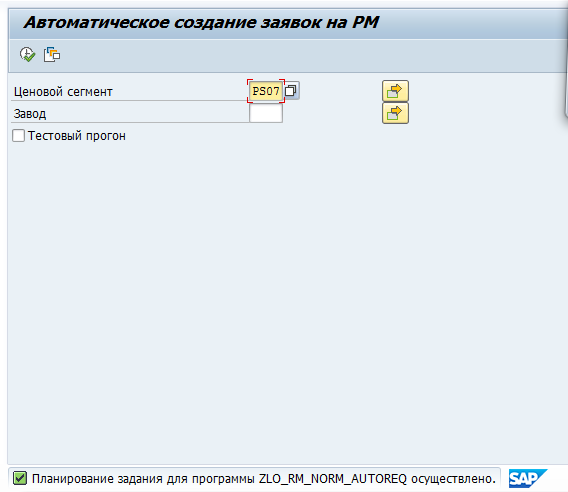 Автоматическое создание заявок на РМ
Ценовой сегмент PS07
Завод
Тестовый прогон
Планирование задания для программы ZLO_RM_NORM_AUTOREQ осуществлено.
SAP